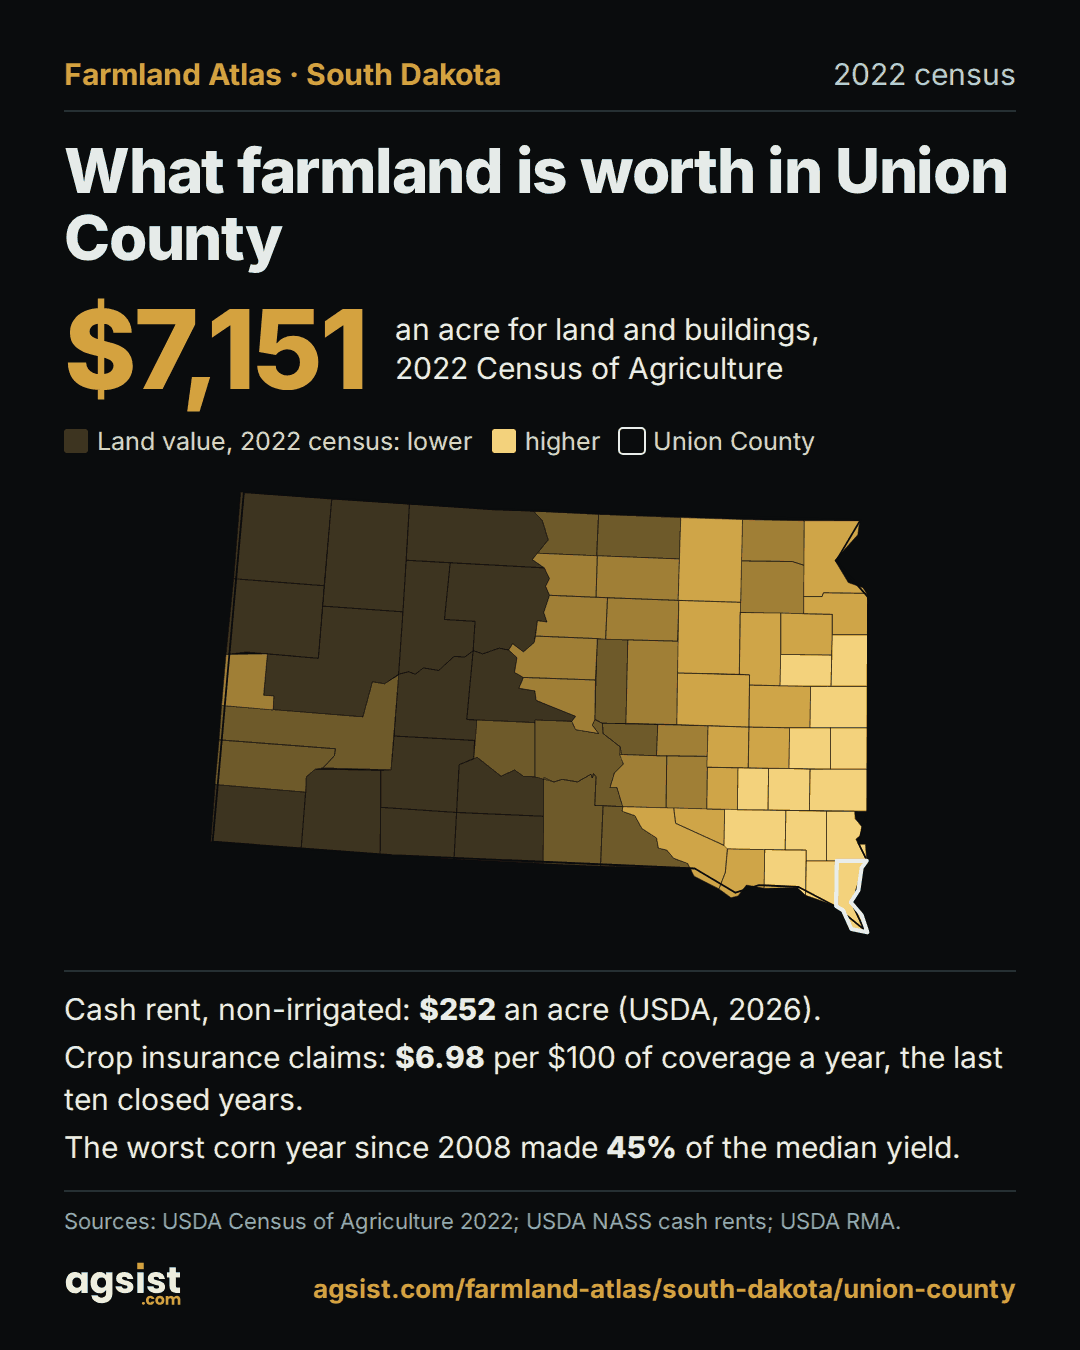 Farmland Atlas · South Dakota
2022 census
What farmland is worth in Union
County
$7,151
an acre for land and buildings,
2022 Census of Agriculture
Land value, 2022 census: lower
higher
Union County
Cash rent, non-irrigated: $252 an acre (USDA, 2026).
Crop insurance claims: $6.98 per $100 of coverage a year, the last
ten closed years.
The worst corn year since 2008 made 45% of the median yield.
Sources: USDA Census of Agriculture 2022; USDA NASS cash rents; USDA RMA.
agsist
.com
agsist.com/farmland-atlas/south-dakota/union-county